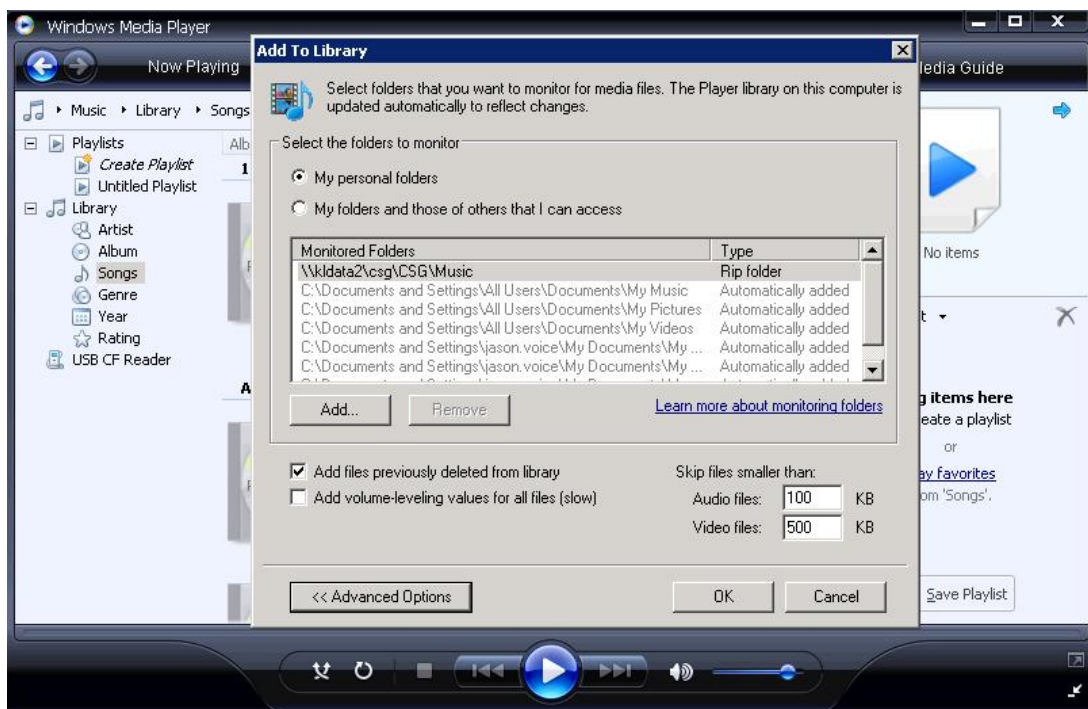 Windows Media Player
Now Playing
edia Guide
Music Library Songs
Playlists
Create Playlist
Untitled Playlist
Library
Artist
Album
Songs
Genre
Year
Rating
USB CF Reader
Alb
1
A
Add To Library
Select folders that you want to monitor for media files. The Player library on this computer is
updated automatically to reflect changes.
Select the folders to monitor
My personal folders
My folders and those of others that I can access
Monitored Folders Type
\\kldata2\csg\CSG\Music Rip folder
C:\Documents and Settings\All Users\Documents\My Music Automatically added
C:\Documents and Settings\All Users\Documents\My Pictures Automatically added
C:\Documents and Settings\All Users\Documents\My Videos Automatically added
C:\Documents and Settings\jason.voice\My Documents\My ... Automatically added
C:\Documents and Settings\jason.voice\My Documents\My ... Automatically added
Add... Remove Learn more about monitoring folders
Add files previously deleted from library
Add volume-leveling values for all files (slow)
Skip files smaller than:
Audio files: 100 KB
Video files: 500 KB
<< Advanced Options OK Cancel
No items
t
g items here
eate a playlist
or
ay favorites
om 'Songs'.
Save Playlist